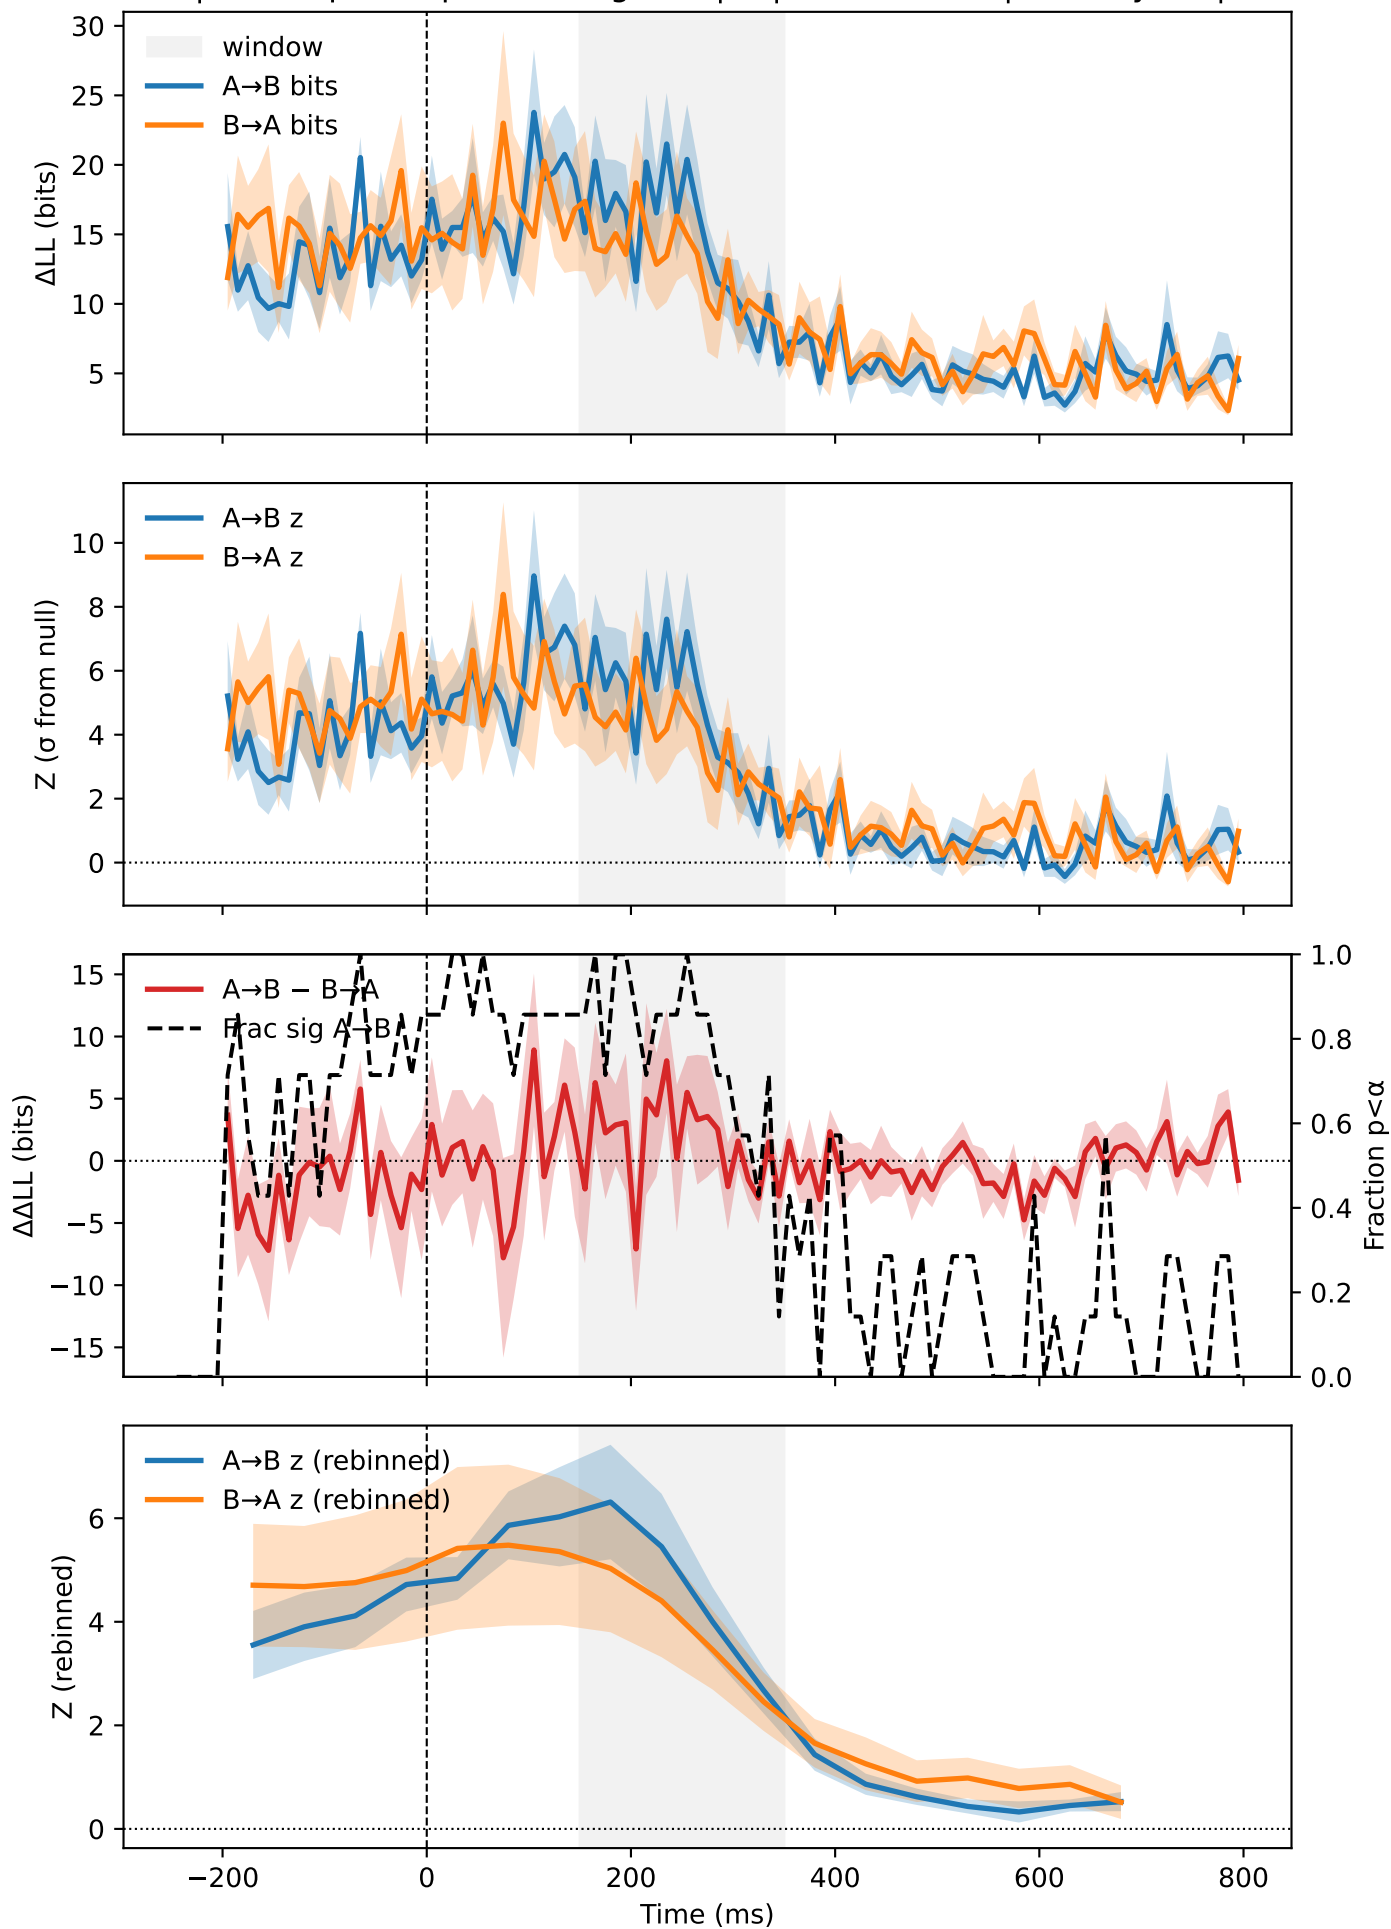 30
25
20
15
10
5
ΔLL (bits)
window
A→B bits
B→A bits
10
8
6
4
2
0
Z (σ from null)
A→B z
B→A z
15
10
5
0
−5
−10
−15
ΔΔLL (bits)
A→B − B→A
Frac sig A→B
1.0
0.8
0.6
0.4
0.2
0.0
Fraction p<α
6
4
2
0
Z (rebinned)
A→B z (rebinned)
B→A z (rebinned)
−200 0 200 400 600 800
Time (ms)